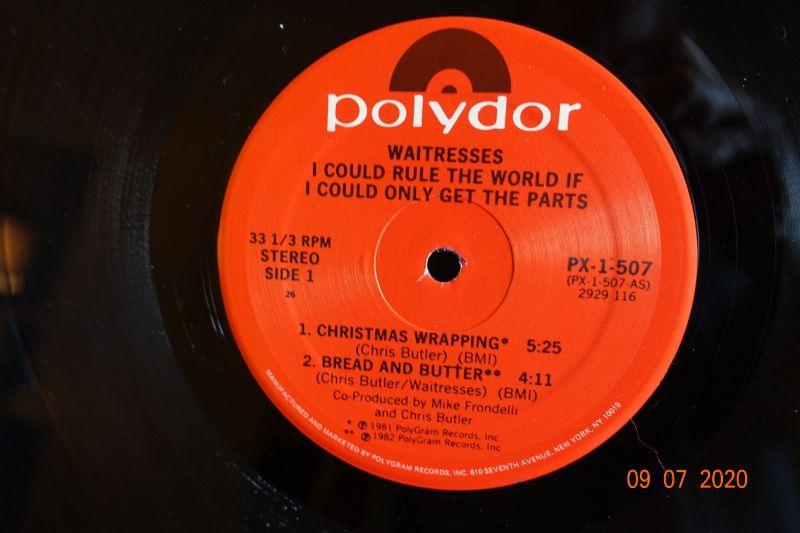 polydor
WAITRESSES
I COULD RULE THE WORLD IF
I COULD ONLY GET THE PARTS
33 1/3 RPM
STEREO
SIDE 1
26
PX-1-507
(PX-1-507-AS)
2929 116
1. CHRISTMAS WRAPPING* 5:25
(Chris Butler) (BMI)
2. BREAD AND BUTTER** 4:11
(Chris Butler/Waitresses) (BMI)
Co-Produced by Mike Frondelli
and Chris Butler
* ℗ 1981 PolyGram Records, Inc.
** ℗ 1982 PolyGram Records, Inc.
MANUFACTURED AND MARKETED BY POLYGRAM RECORDS, INC. 810 SEVENTH AVENUE, NEW YORK, NY 10019
09 07 2020